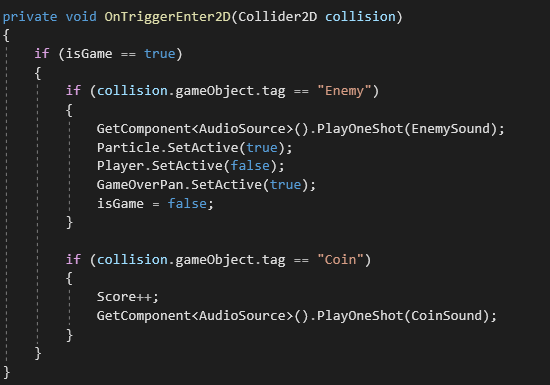 private void OnTriggerEnter2D(Collider2D collision)
{
if (isGame == true)
{
if (collision.gameObject.tag == "Enemy")
{
GetComponent<AudioSource>().PlayOneShot(EnemySound);
Particle.SetActive(true);
Player.SetActive(false);
GameOverPan.SetActive(true);
isGame = false;
}
if (collision.gameObject.tag == "Coin")
{
Score++;
GetComponent<AudioSource>().PlayOneShot(CoinSound);
}
}
}